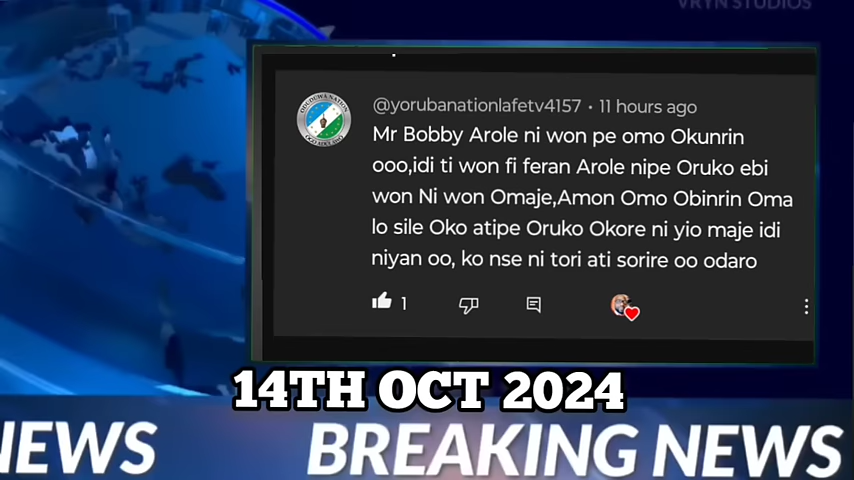 VRYN STUDIOS
@yorubanationlafetv4157 • 11 hours ago
Mr Bobby Arole ni won pe omo Okunrin
ooo,idi ti won fi feran Arole nipe Oruko ebi
won Ni won Omaje,Amon Omo Obinrin Oma
lo sile Oko atipe Oruko Okore ni yio maje idi
niyan oo, ko nse ni tori ati sorire oo odaro
1
14TH OCT 2024
NEWS BREAKING NEWS